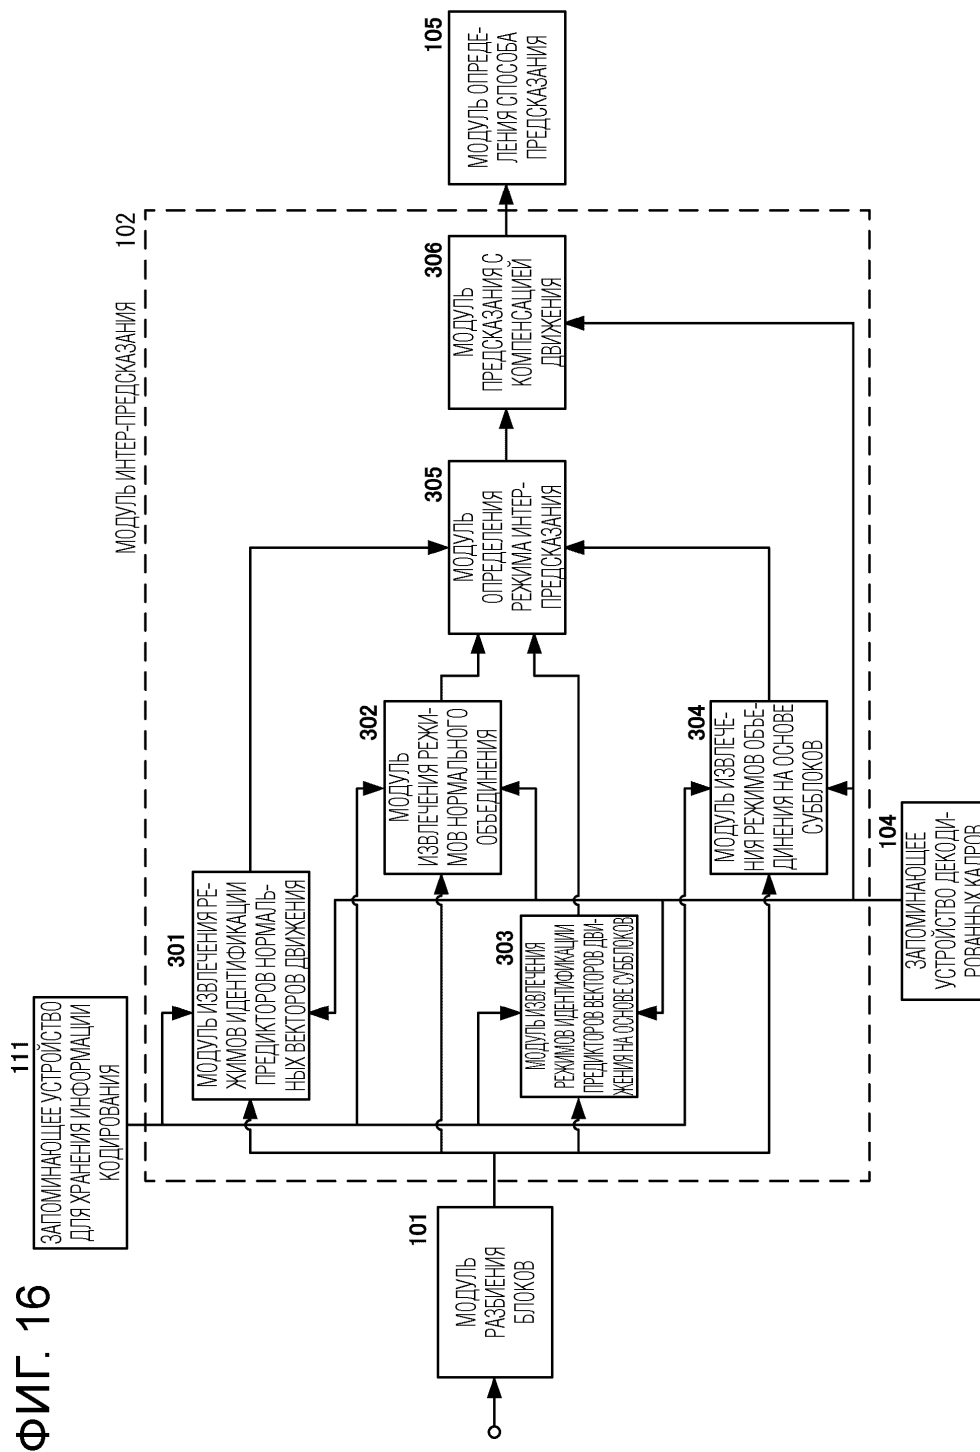 ФИГ. 16
111
ЗАПОМИНАЮЩЕЕ УСТРОЙСТВО
ДЛЯ ХРАНЕНИЯ ИНФОРМАЦИИ
КОДИРОВАНИЯ
МОДУЛЬ ИНТЕР-ПРЕДСКАЗАНИЯ
102
101
МОДУЛЬ
РАЗБИЕНИЯ
БЛОКОВ
301
МОДУЛЬ ИЗВЛЕЧЕНИЯ РЕ-
ЖИМОВ ИДЕНТИФИКАЦИИ
ПРЕДИКТОРОВ НОРМАЛЬ-
НЫХ ВЕКТОРОВ ДВИЖЕНИЯ
302
МОДУЛЬ
ИЗВЛЕЧЕНИЯ РЕЖИ-
МОВ НОРМАЛЬНОГО
ОБЪЕДИНЕНИЯ
303
МОДУЛЬ ИЗВЛЕЧЕНИЯ
РЕЖИМОВ ИДЕНТИФИКАЦИИ
ПРЕДИКТОРОВ ВЕКТОРОВ ДВИ-
ЖЕНИЯ НА ОСНОВЕ СУББЛОКОВ
304
МОДУЛЬ ИЗВЛЕЧЕ-
НИЯ РЕЖИМОВ ОБЪЕ-
ДИНЕНИЯ НА ОСНОВЕ
СУББЛОКОВ
305
МОДУЛЬ
ОПРЕДЕЛЕНИЯ
РЕЖИМА ИНТЕР-
ПРЕДСКАЗАНИЯ
306
МОДУЛЬ
ПРЕДСКАЗАНИЯ С
КОМПЕНСАЦИЕЙ
ДВИЖЕНИЯ
105
МОДУЛЬ ОПРЕДЕ-
ЛЕНИЯ СПОСОБА
ПРЕДСКАЗАНИЯ
104
ЗАПОМИНАЮЩЕЕ
УСТРОЙСТВО ДЕКОДИ-
РОВАННЫХ КАДРОВ